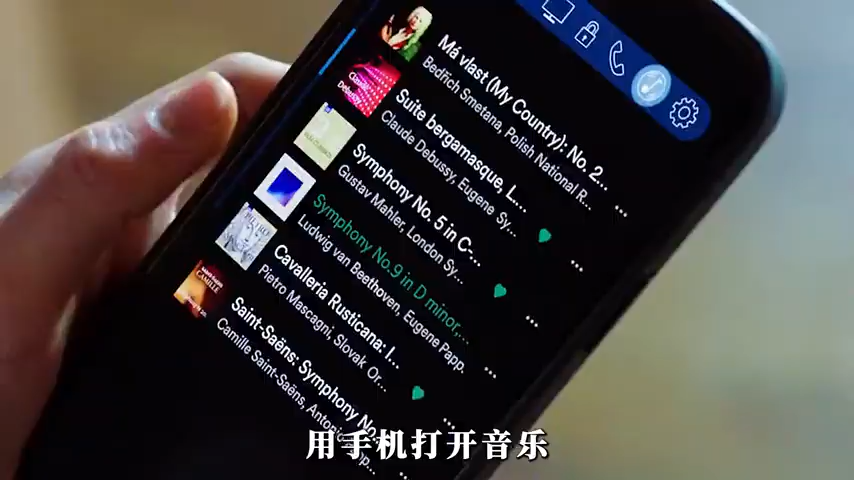 Má vlast (My Country): No. 2...
Bedřich Smetana, Polish National R...
Suite bergamasque, L...
Claude Debussy, Eugene Sy...
Symphony No. 5 in C-...
Gustav Mahler, London Sy...
Symphony No.9 in D minor,...
Ludwig van Beethoven, Eugene Papp.
Cavalleria Rusticana: I...
Pietro Mascagni, Slovak Or...
Saint-Saëns: Symphony No
Camille Saint-Saëns, Antonio
用手机打开音乐